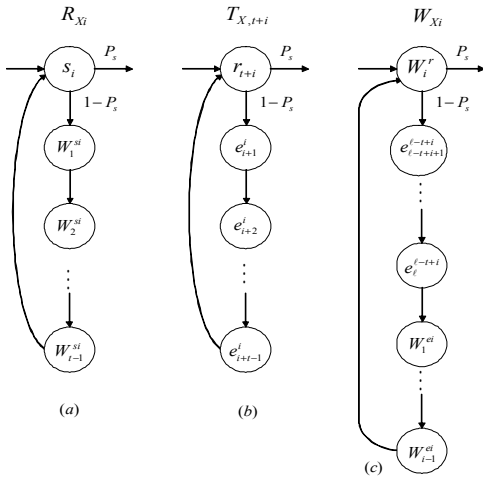 R_{Xi} T_{X,t+i} W_{Xi}
P_s P_s P_s
s_i r_{t+i} W_i^r
1-P_s 1-P_s 1-P_s
W_1^{si} e_{i+1}^i e_{ℓ-t+i+1}^{ℓ-t+i}
W_2^{si} e_{i+2}^i
⋮ ⋮ ⋮
e_ℓ^{ℓ-t+i}
W_{t-1}^{si} e_{i+t-1}^i W_1^{ei}
⋮
(a) (b)
W_{i-1}^{ei}
(c)